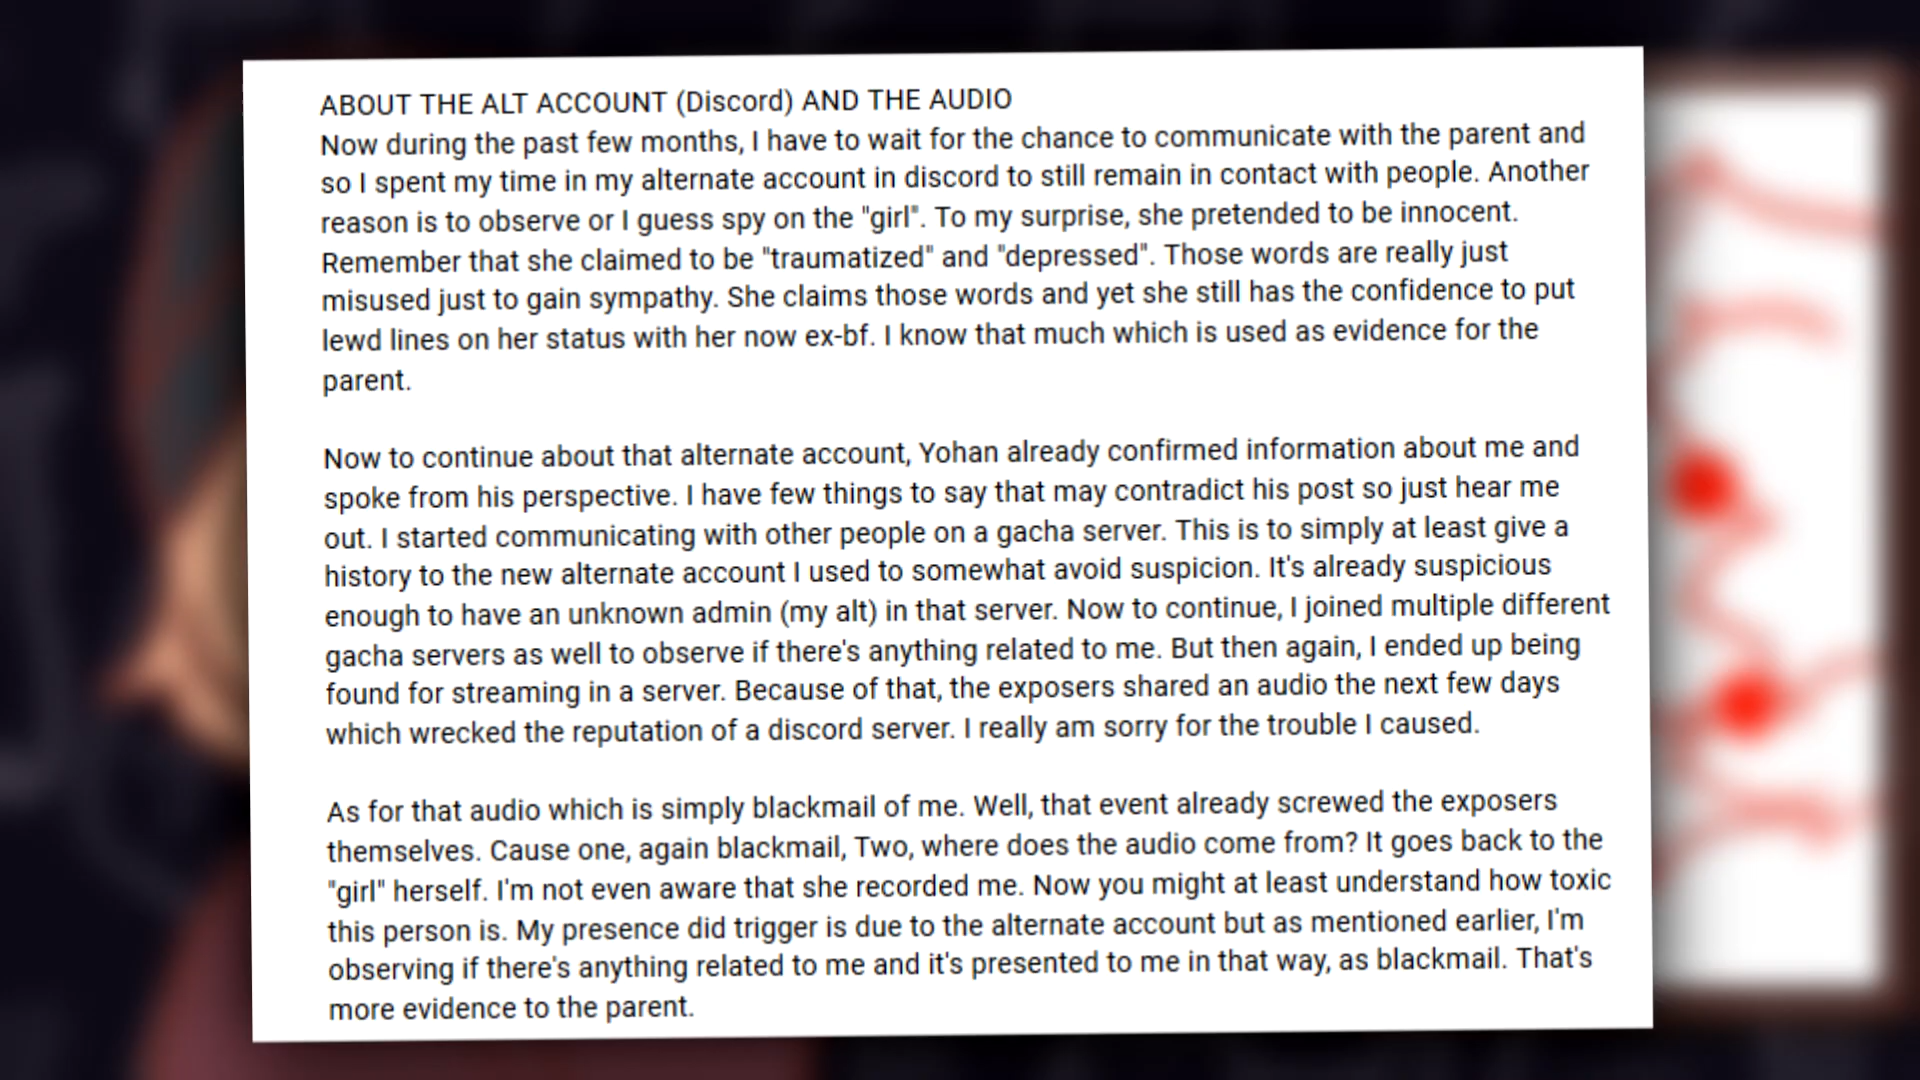 ABOUT THE ALT ACCOUNT (Discord) AND THE AUDIO
Now during the past few months, I have to wait for the chance to communicate with the parent and
so I spent my time in my alternate account in discord to still remain in contact with people. Another
reason is to observe or I guess spy on the "girl". To my surprise, she pretended to be innocent.
Remember that she claimed to be "traumatized" and "depressed". Those words are really just
misused just to gain sympathy. She claims those words and yet she still has the confidence to put
lewd lines on her status with her now ex-bf. I know that much which is used as evidence for the
parent.
Now to continue about that alternate account, Yohan already confirmed information about me and
spoke from his perspective. I have few things to say that may contradict his post so just hear me
out. I started communicating with other people on a gacha server. This is to simply at least give a
history to the new alternate account I used to somewhat avoid suspicion. It's already suspicious
enough to have an unknown admin (my alt) in that server. Now to continue, I joined multiple different
gacha servers as well to observe if there's anything related to me. But then again, I ended up being
found for streaming in a server. Because of that, the exposers shared an audio the next few days
which wrecked the reputation of a discord server. I really am sorry for the trouble I caused.
As for that audio which is simply blackmail of me. Well, that event already screwed the exposers
themselves. Cause one, again blackmail, Two, where does the audio come from? It goes back to the
"girl" herself. I'm not even aware that she recorded me. Now you might at least understand how toxic
this person is. My presence did trigger is due to the alternate account but as mentioned earlier, I'm
observing if there's anything related to me and it's presented to me in that way, as blackmail. That's
more evidence to the parent.